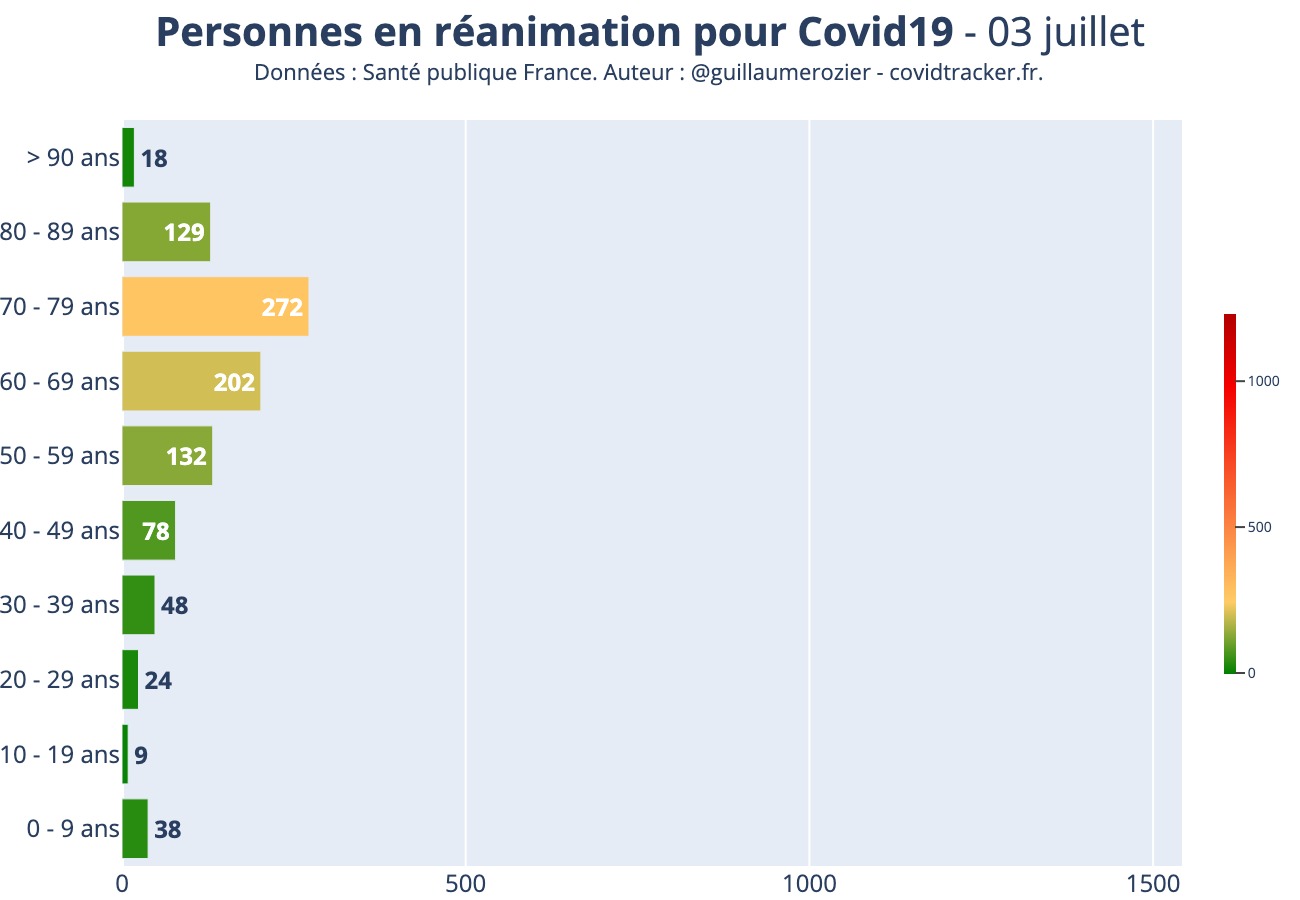 Personnes en réanimation pour Covid19 - 03 juillet
Données : Santé publique France. Auteur : @guillaumerozier - covidtracker.fr.
> 90 ans 18
80 - 89 ans 129
70 - 79 ans 272
60 - 69 ans 202
50 - 59 ans 132
40 - 49 ans 78
30 - 39 ans 48
20 - 29 ans 24
10 - 19 ans 9
0 - 9 ans 38
0 500 1000 1500
1000
500
0